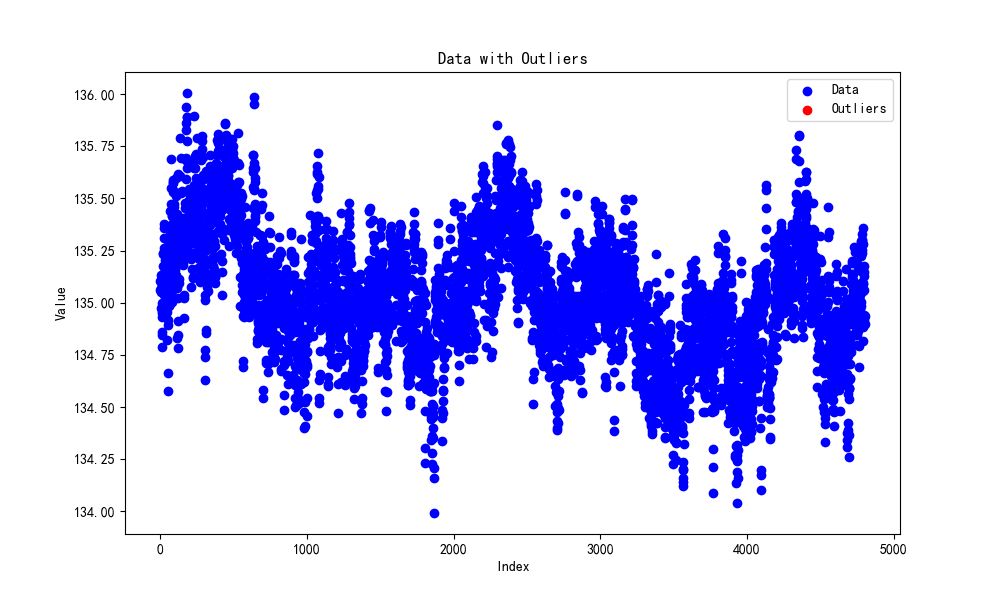 Data with Outliers
Data
Outliers
136.00
135.75
135.50
135.25
135.00
134.75
134.50
134.25
134.00
Value
0 1000 2000 3000 4000 5000
Index